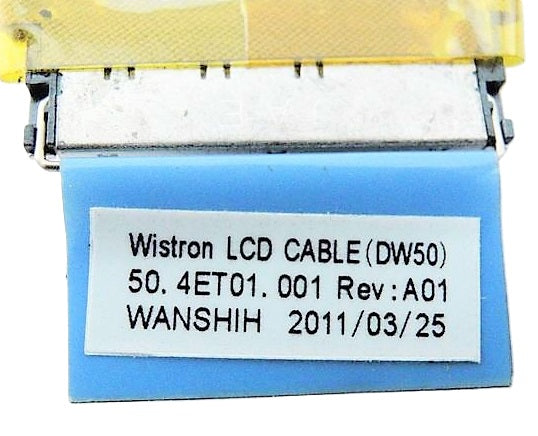 Wistron LCD CABLE(DW50)
50. 4ET01. 001 Rev:A01
WANSHIH 2011/03/25